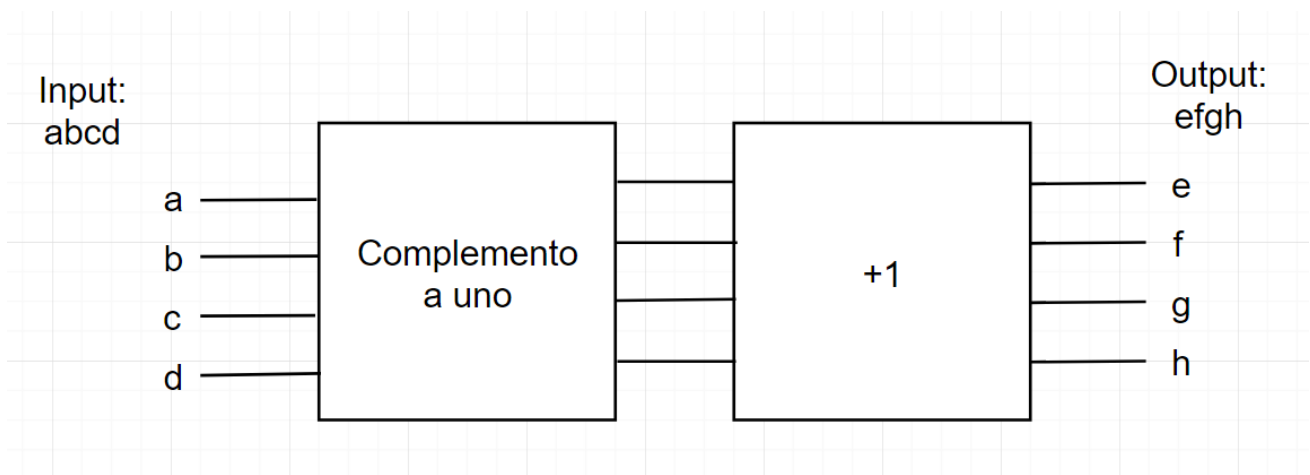 Input:
abcd
a
b
c
d
Complemento
a uno
+1
Output:
efgh
e
f
g
h